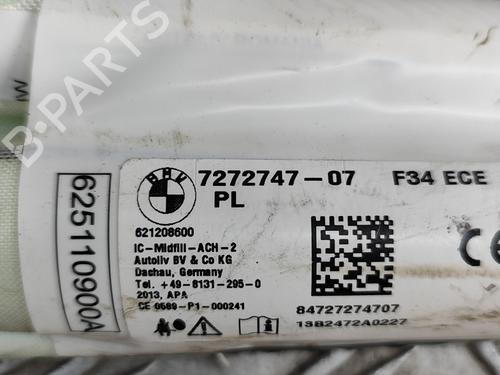 7272747-07 F34 ECE
PL
621208600
IC-Midfill-ACH-2
Autoliv BV & Co KG
Dachau, Germany
Tel. +49-8131-295-0
2013, APA
CE 0589-P1-000241
84727274707
1382472A0227
625110900A
BMW
B-PARTS
CE